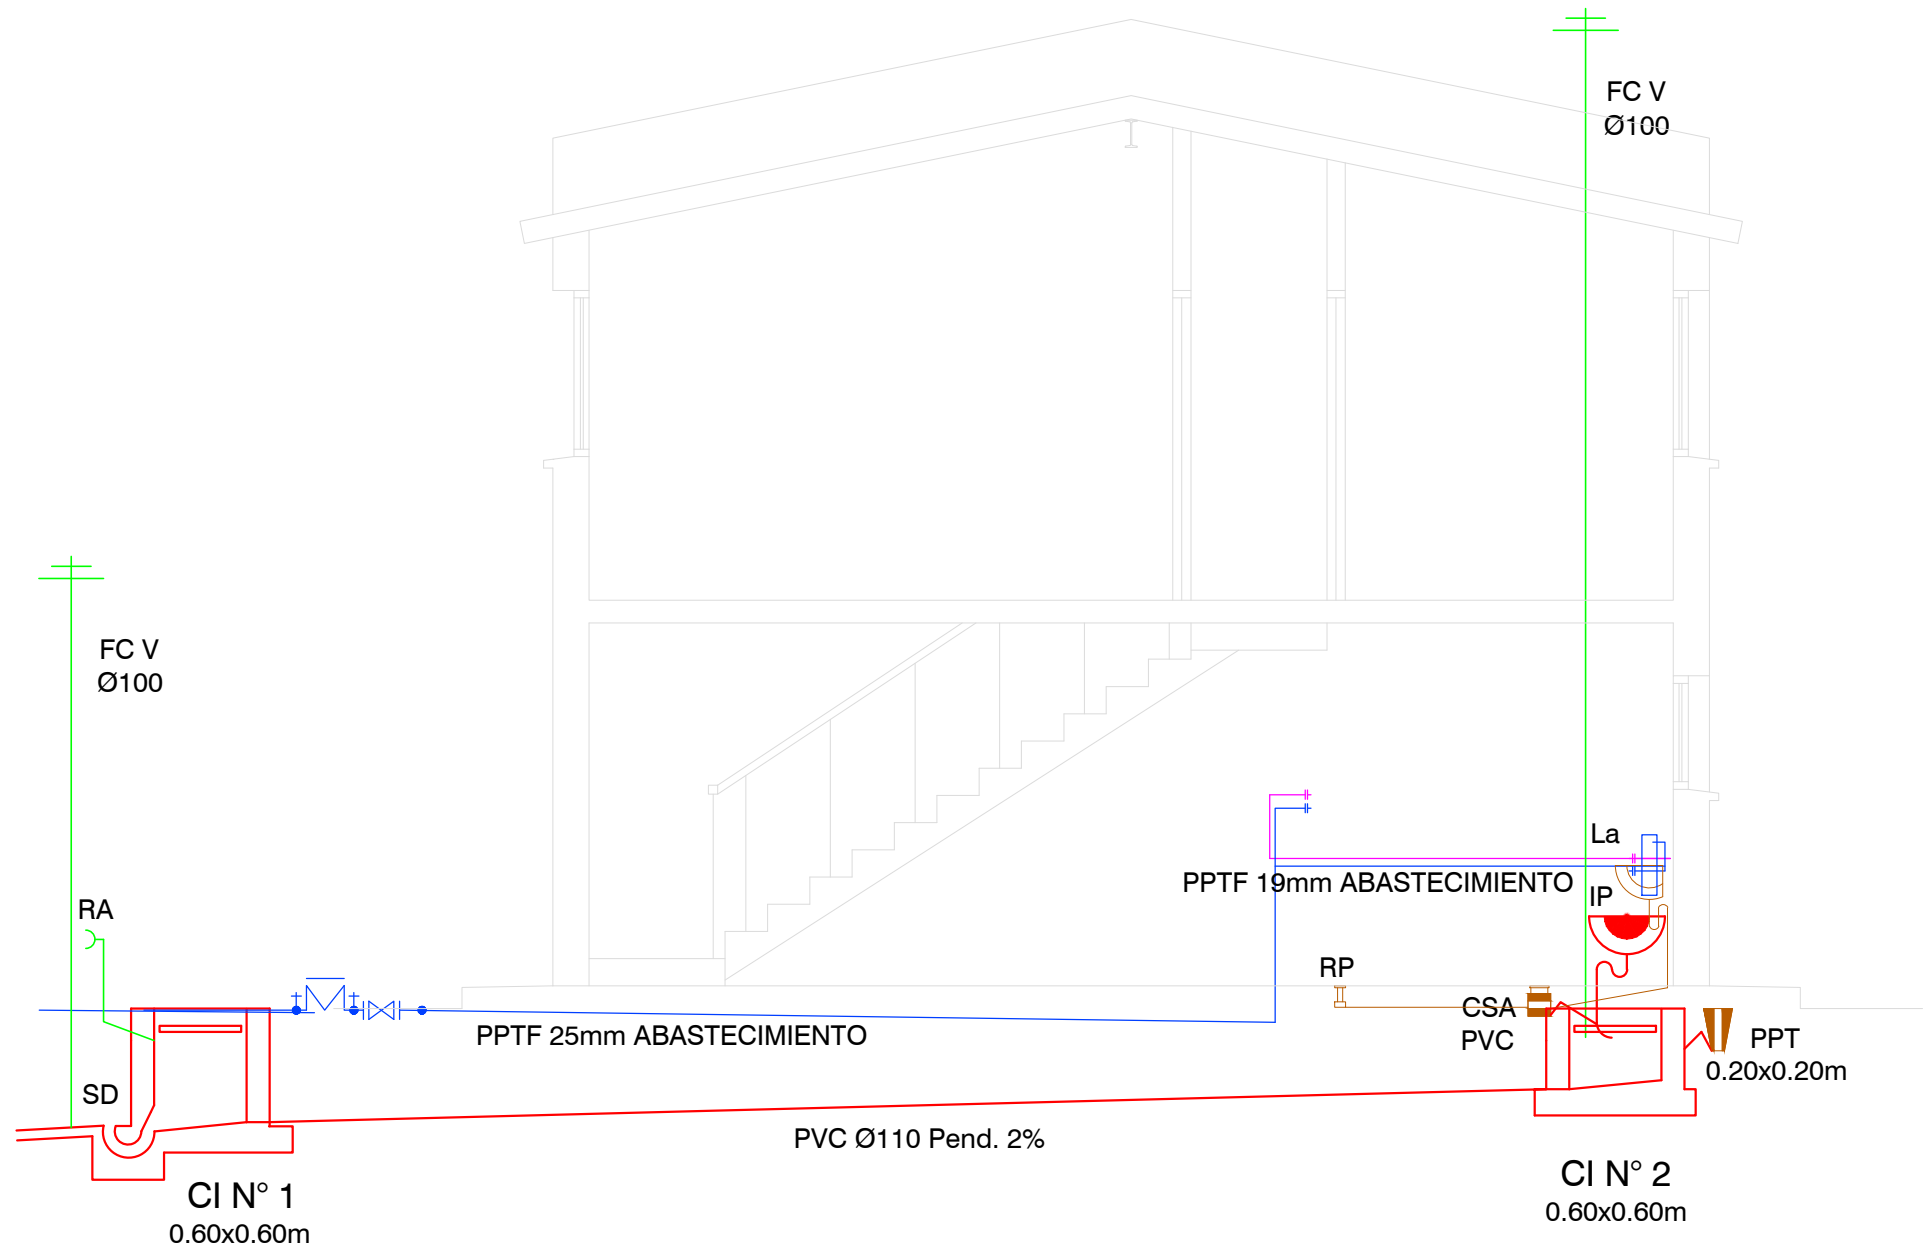 FC V
Ø100
FC V
Ø100
La
PPTF 19mm ABASTECIMIENTO
IP
RA
RP
CSA
PVC
PPTF 25mm ABASTECIMIENTO
PPT
0.20x0.20m
SD
PVC Ø110 Pend. 2%
CI N° 1
0.60x0.60m
CI N° 2
0.60x0.60m